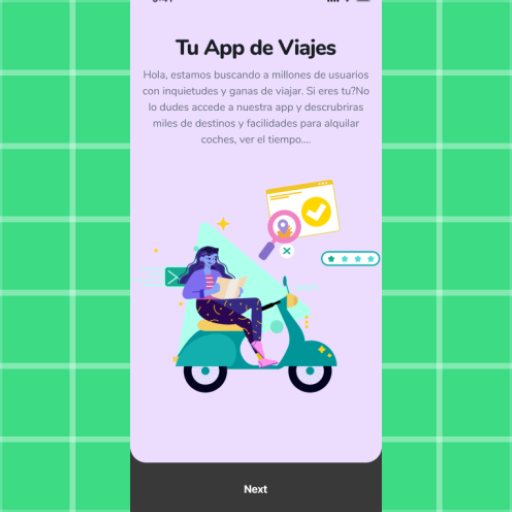 Tu App de Viajes
Hola, estamos buscando a millones de usuarios
con inquietudes y ganas de viajar. Si eres tu?No
lo dudes accede a nuestra app y descrubriras
miles de destinos y facilidades para alquilar
coches, ver el tiempo....
Next